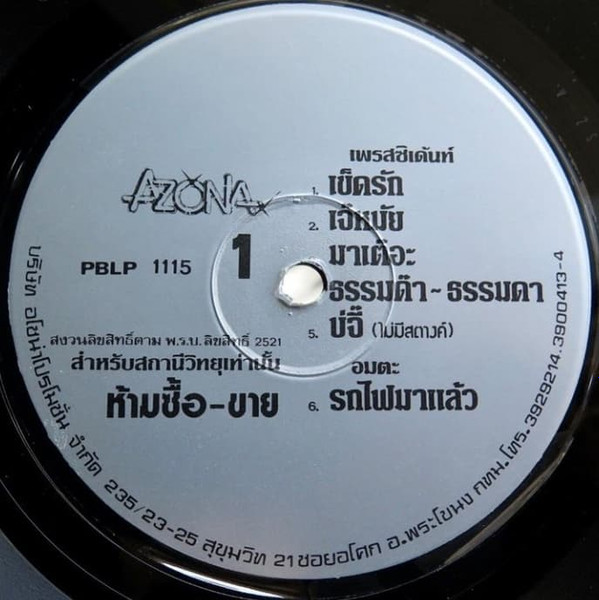 เพรสซิเด้นท์
AZONA
1. เข็ดรัก
2. เจ๊หมัย
มาเต๊อะ
PBLP 1115
1
ธรรมด๊า~ธรรมดา
5. บ่จี๊ (ไม่มีสตางค์)
สงวนลิขสิทธิ์ตาม พ.ร.บ. ลิขสิทธิ์ 2521
สำหรับสถานีวิทยุเท่านั้น
ห้ามซื้อ-ขาย
อมตะ
6. รถไฟมาแล้ว
บริษัท อโซน่าโปรโมชั่น จำกัด 235/23-25 สุขุมวิท 21 ซอยอโศก อ.พระโขนง กทม. โทร. 3929214. 3900413-4